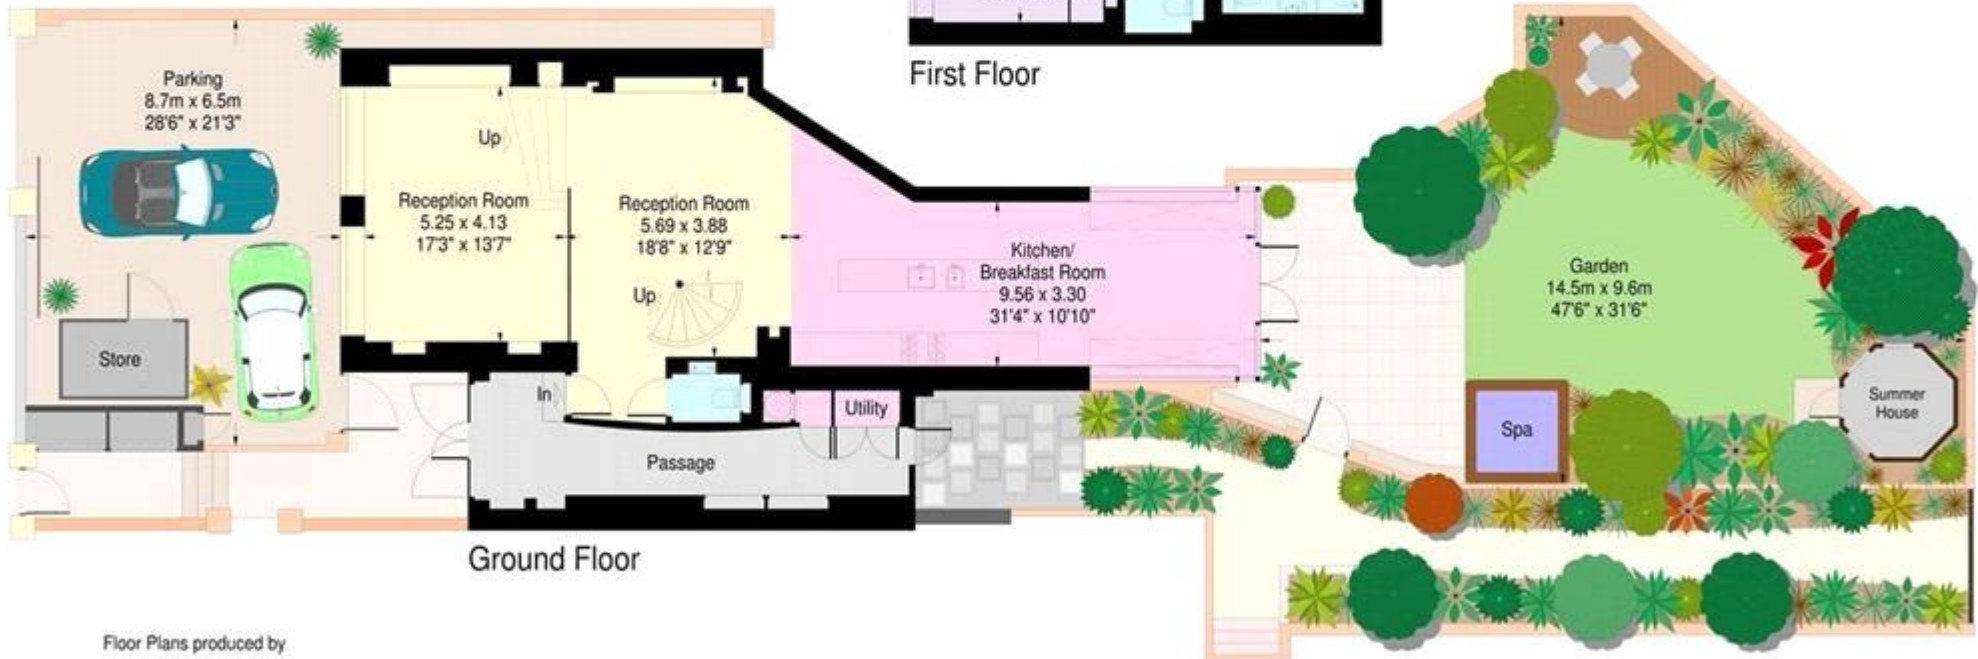 First Floor
Parking
8.7m x 6.5m
28'6" x 21'3"
Up
Reception Room
5.25 x 4.13
17'3" x 13'7"
Reception Room
5.69 x 3.88
18'8" x 12'9"
Up
Kitchen/
Breakfast Room
9.56 x 3.30
31'4" x 10'10"
Garden
14.5m x 9.6m
47'6" x 31'6"
Store
In
Utility
Summer
House
Spa
Passage
Ground Floor
Floor Plans produced by